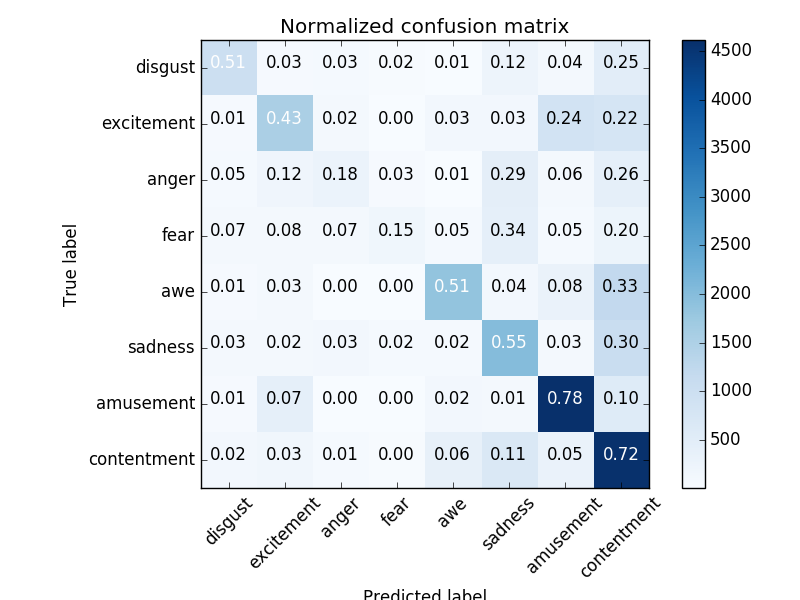 Normalized confusion matrix
disgust 0.51 0.03 0.03 0.02 0.01 0.12 0.04 0.25
excitement 0.01 0.43 0.02 0.00 0.03 0.03 0.24 0.22
anger 0.05 0.12 0.18 0.03 0.01 0.29 0.06 0.26
fear 0.07 0.08 0.07 0.15 0.05 0.34 0.05 0.20
awe 0.01 0.03 0.00 0.00 0.51 0.04 0.08 0.33
sadness 0.03 0.02 0.03 0.02 0.02 0.55 0.03 0.30
amusement 0.01 0.07 0.00 0.00 0.02 0.01 0.78 0.10
contentment 0.02 0.03 0.01 0.00 0.06 0.11 0.05 0.72
True label
disgust excitement anger fear awe sadness amusement contentment
Predicted label
4500
4000
3500
3000
2500
2000
1500
1000
500